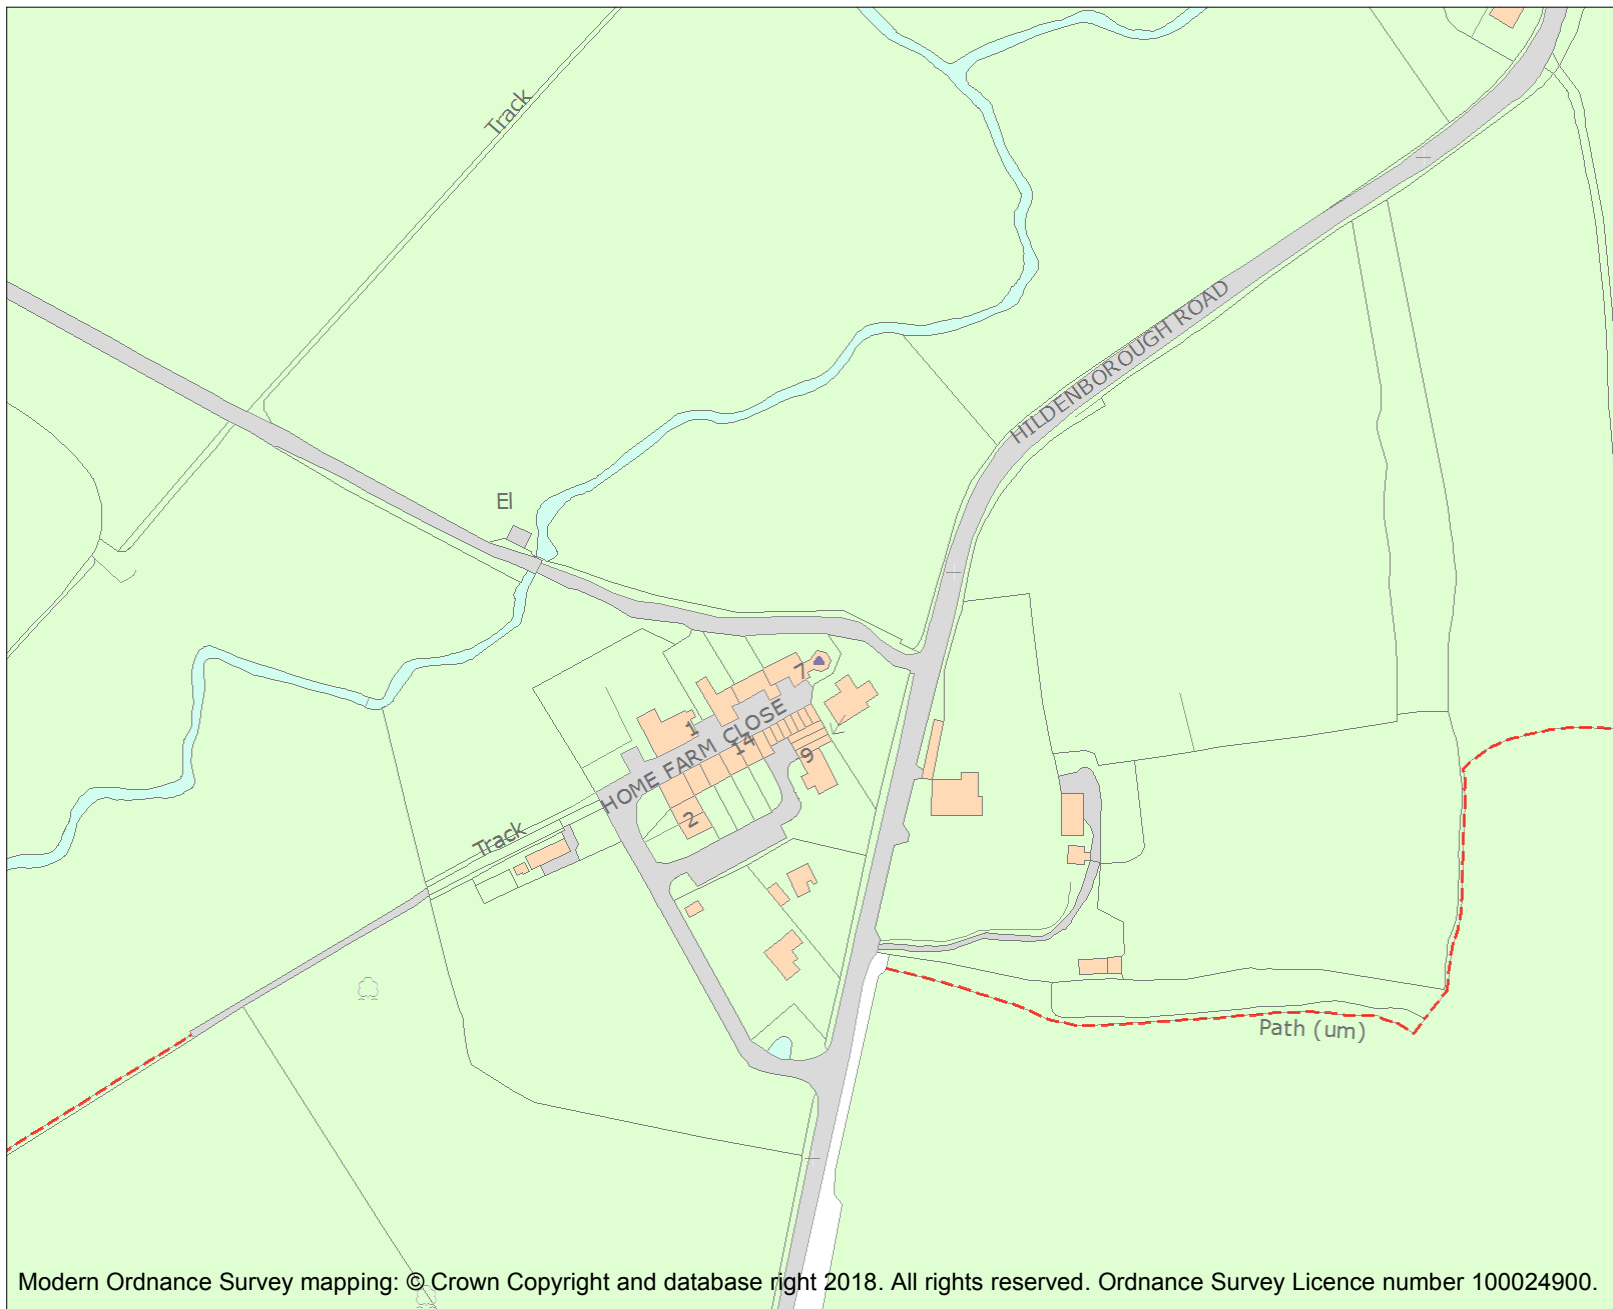 Track
HILDENBOROUGH ROAD
El
7
1
HOME FARM CLOSE
14
9
2
Track
Path (um)
Modern Ordnance Survey mapping: © Crown Copyright and database right 2018. All rights reserved. Ordnance Survey Licence number 100024900.